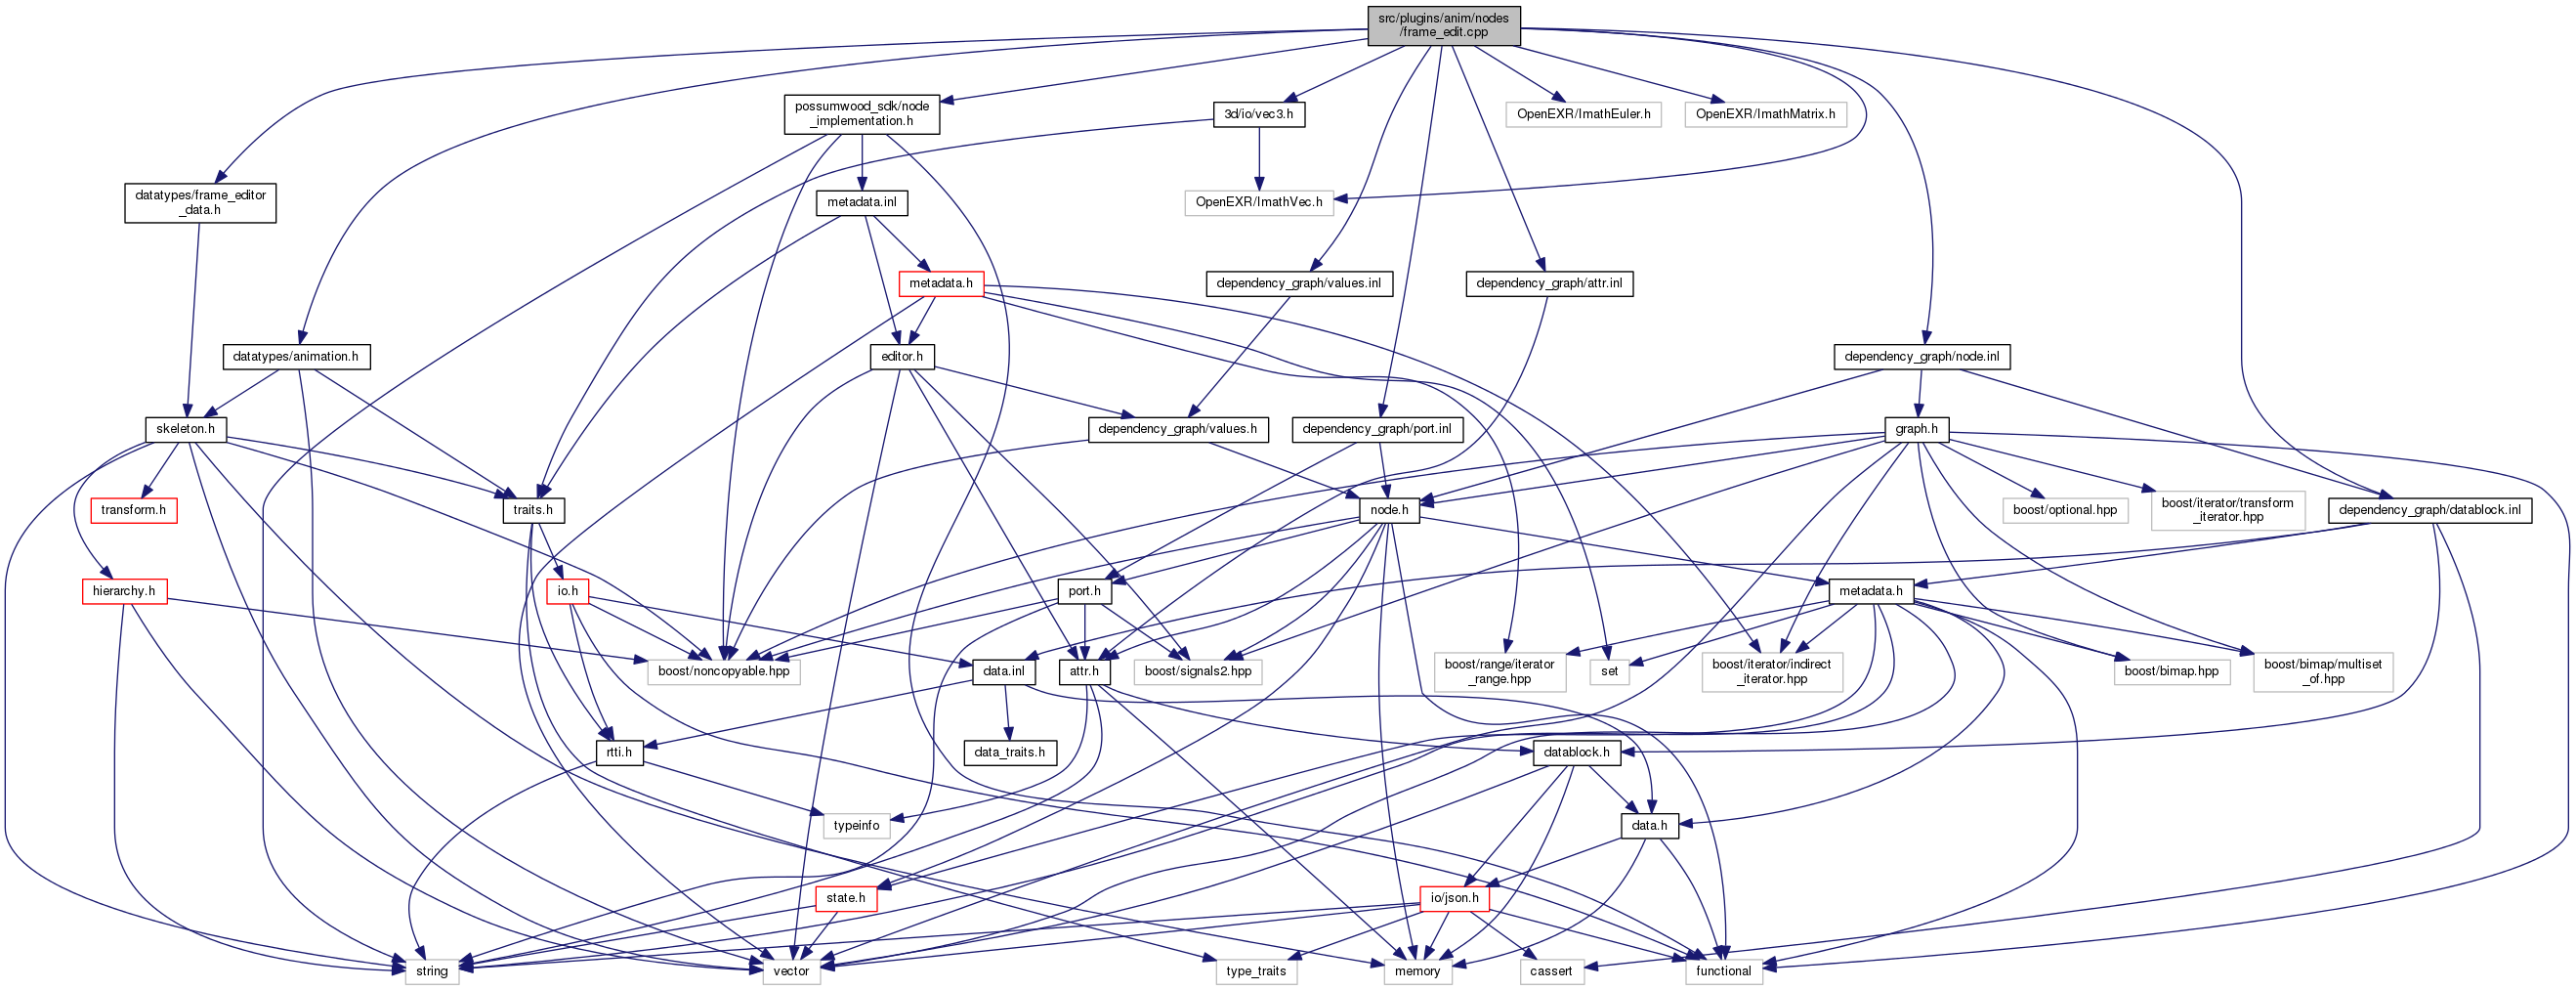 src/plugins/anim/nodes
/frame_edit.cpp
possumwood_sdk/node
_implementation.h
3d/io/vec3.h
OpenEXR/ImathEuler.h
OpenEXR/ImathMatrix.h
datatypes/frame_editor
_data.h
metadata.inl
OpenEXR/ImathVec.h
metadata.h
dependency_graph/values.inl
dependency_graph/attr.inl
datatypes/animation.h
editor.h
dependency_graph/node.inl
skeleton.h
dependency_graph/values.h
dependency_graph/port.inl
graph.h
transform.h
traits.h
node.h
boost/optional.hpp
boost/iterator/transform
_iterator.hpp
dependency_graph/datablock.inl
hierarchy.h
io.h
port.h
metadata.h
boost/noncopyable.hpp
data.inl
attr.h
boost/signals2.hpp
boost/range/iterator
_range.hpp
set
boost/iterator/indirect
_iterator.hpp
boost/bimap.hpp
boost/bimap/multiset
_of.hpp
rtti.h
data_traits.h
datablock.h
typeinfo
data.h
state.h
io/json.h
string
vector
type_traits
memory
cassert
functional